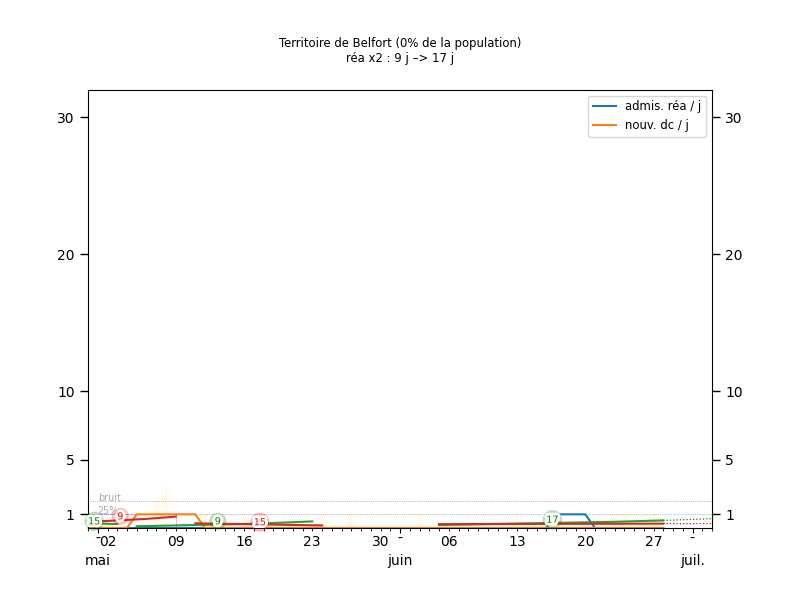 Territoire de Belfort (0% de la population)
réa x2 : 9 j –> 17 j
admis. réa / j
nouv. dc / j
30 30
20 20
10 10
5 5
1 1
bruit
25%
15 9 9 15 17
02 09 16 23 30 - 06 13 20 27 -
mai juin juil.